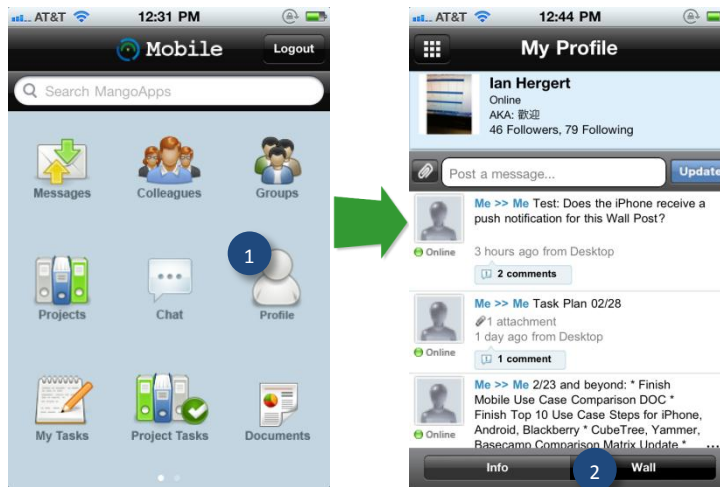 AT&T 12:31 PM
Mobile
Logout
Search MangoApps
Messages Colleagues Groups
1
Projects Chat Profile
My Tasks Project Tasks Documents
AT&T 12:44 PM
My Profile
Ian Hergert
Online
AKA: 歡迎
46 Followers, 79 Following
Post a message... Update
Me >> Me Test: Does the iPhone receive a
push notification for this Wall Post?
Online 3 hours ago from Desktop
2 comments
Me >> Me Task Plan 02/28
1 attachment
1 day ago from Desktop
Online
1 comment
Me >> Me 2/23 and beyond: * Finish
Mobile Use Case Comparison DOC *
Finish Top 10 Use Case Steps for iPhone,
Android, Blackberry * CubeTree, Yammer,
Online
Basecamp Comparison Matrix Update * ...
Info 2 Wall